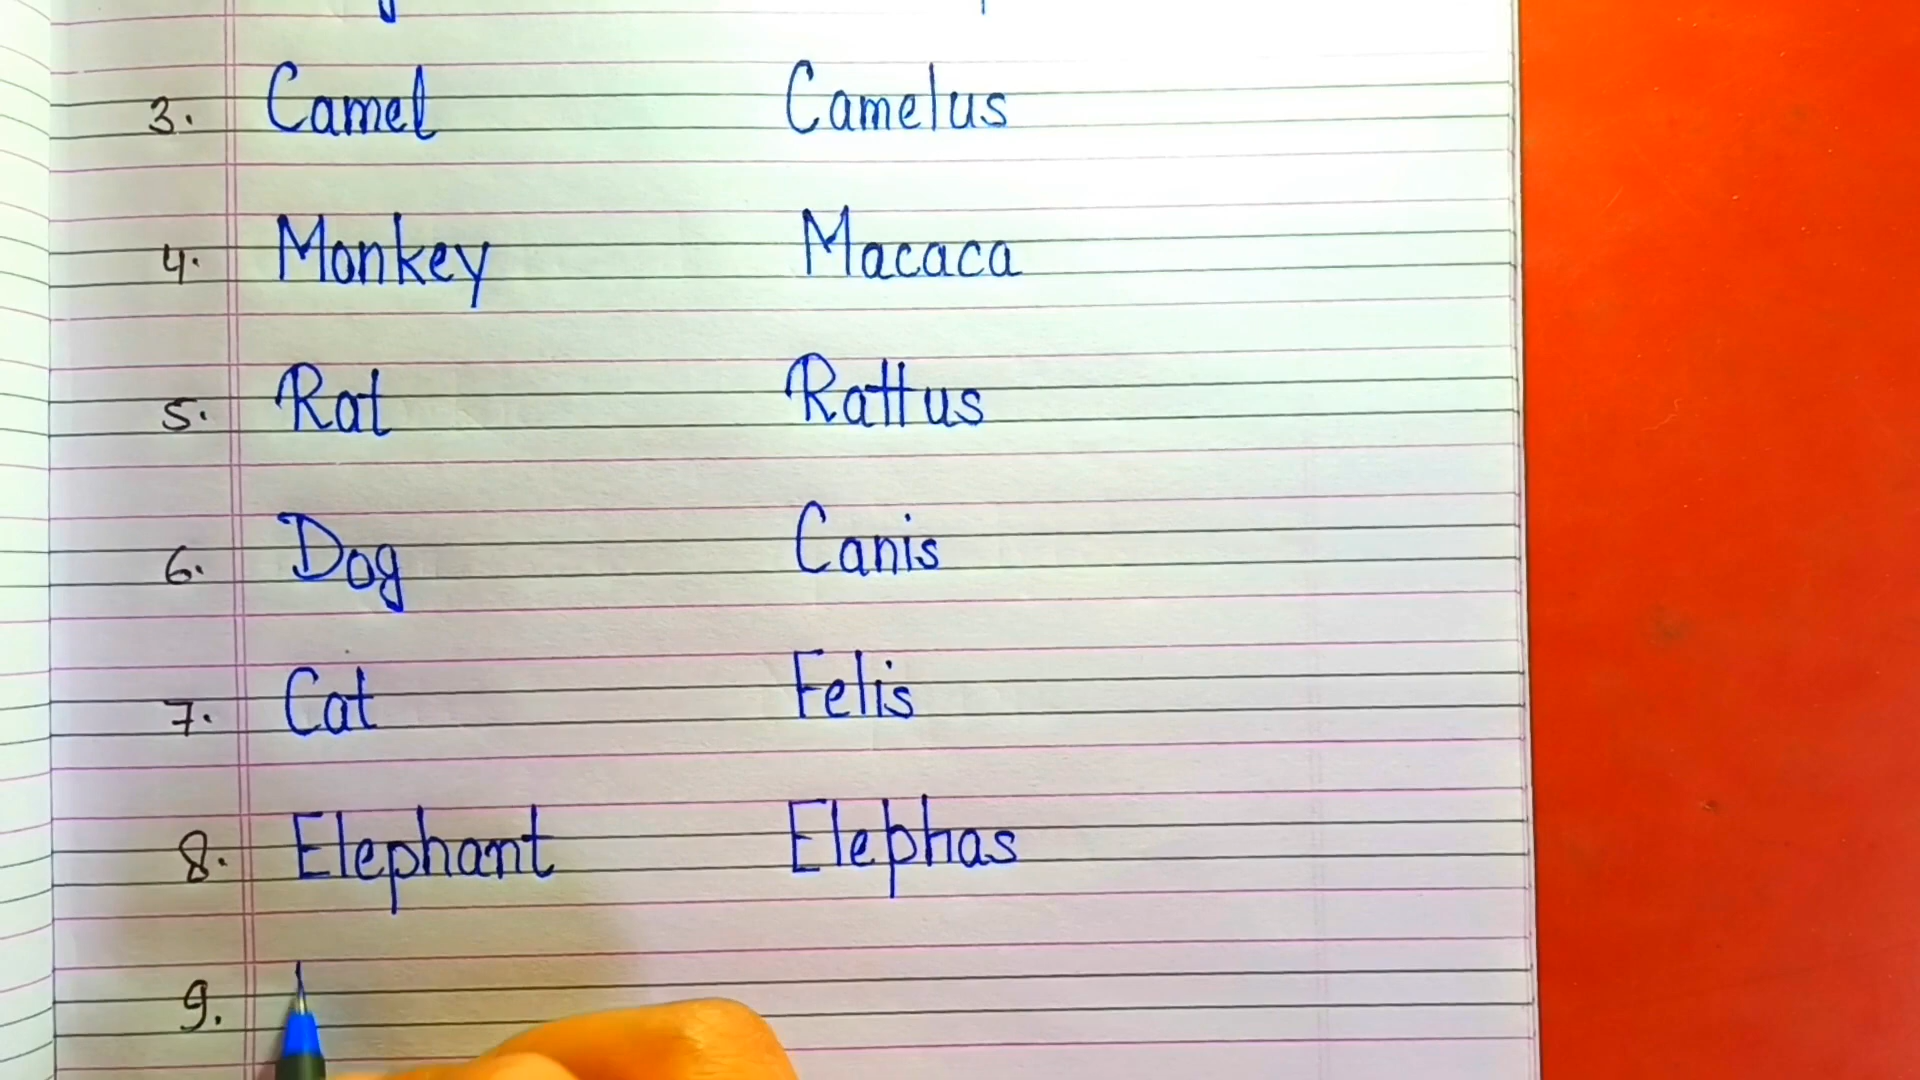 3. Camel Camelus
4. Monkey Macaca
5. Rat Rattus
6. Dog Canis
7. Cat Felis
8. Elephant Elephas
9.